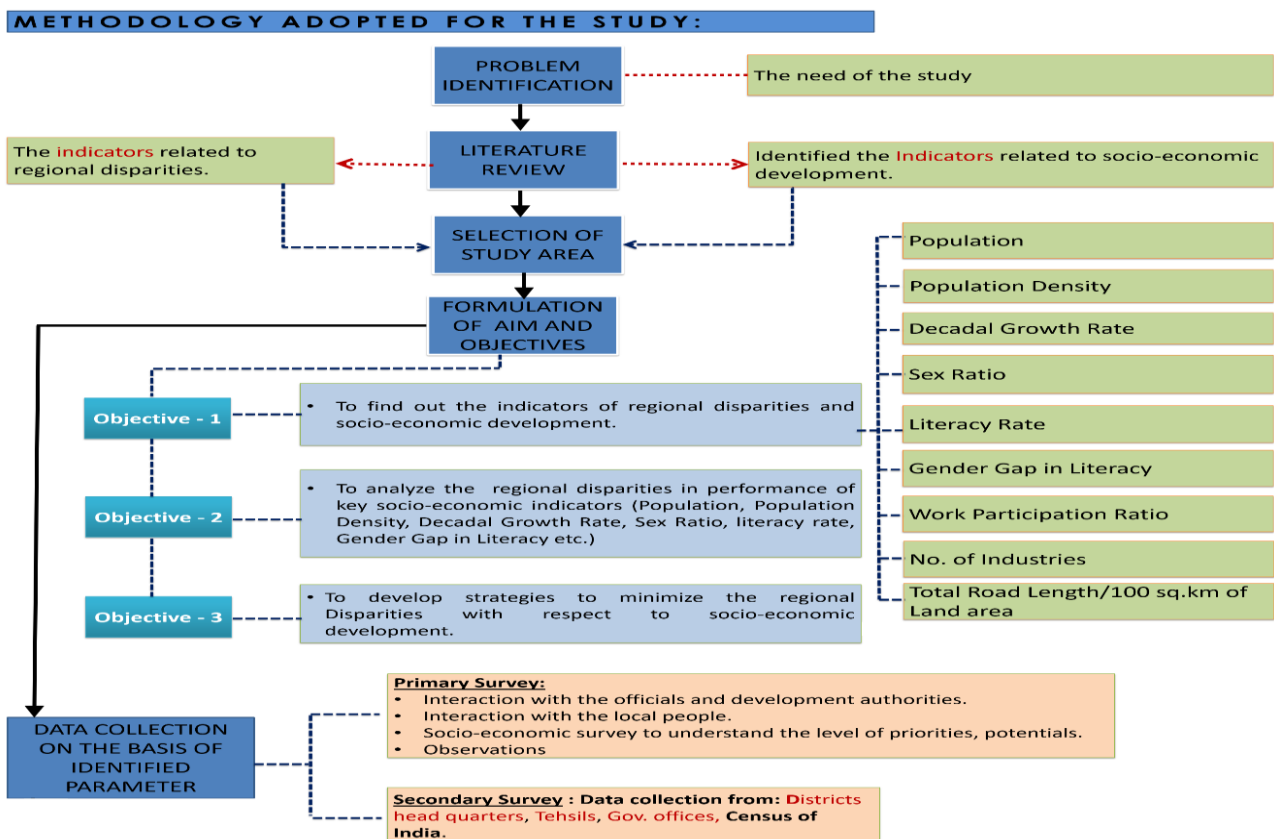 METHODOLOGY ADOPTED FOR THE STUDY:
PROBLEM
IDENTIFICATION
The need of the study
LITERATURE
REVIEW
The indicators related to
regional disparities.
Identified the Indicators related to socio-economic
development.
SELECTION OF
STUDY AREA
FORMULATION
OF AIM AND
OBJECTIVES
Population
Population Density
Decadal Growth Rate
Sex Ratio
Literacy Rate
Gender Gap in Literacy
Work Participation Ratio
No. of Industries
Total Road Length/100 sq.km of
Land area
Objective - 1
• To find out the indicators of regional disparities and
socio-economic development.
Objective - 2
• To analyze the regional disparities in performance of
key socio-economic indicators (Population, Population
Density, Decadal Growth Rate, Sex Ratio, literacy rate,
Gender Gap in Literacy etc.)
Objective - 3
• To develop strategies to minimize the regional
Disparities with respect to socio-economic
development.
DATA COLLECTION
ON THE BASIS OF
IDENTIFIED
PARAMETER
Primary Survey:
• Interaction with the officials and development authorities.
• Interaction with the local people.
• Socio-economic survey to understand the level of priorities, potentials.
• Observations
Secondary Survey : Data collection from: Districts
head quarters, Tehsils, Gov. offices, Census of
India.